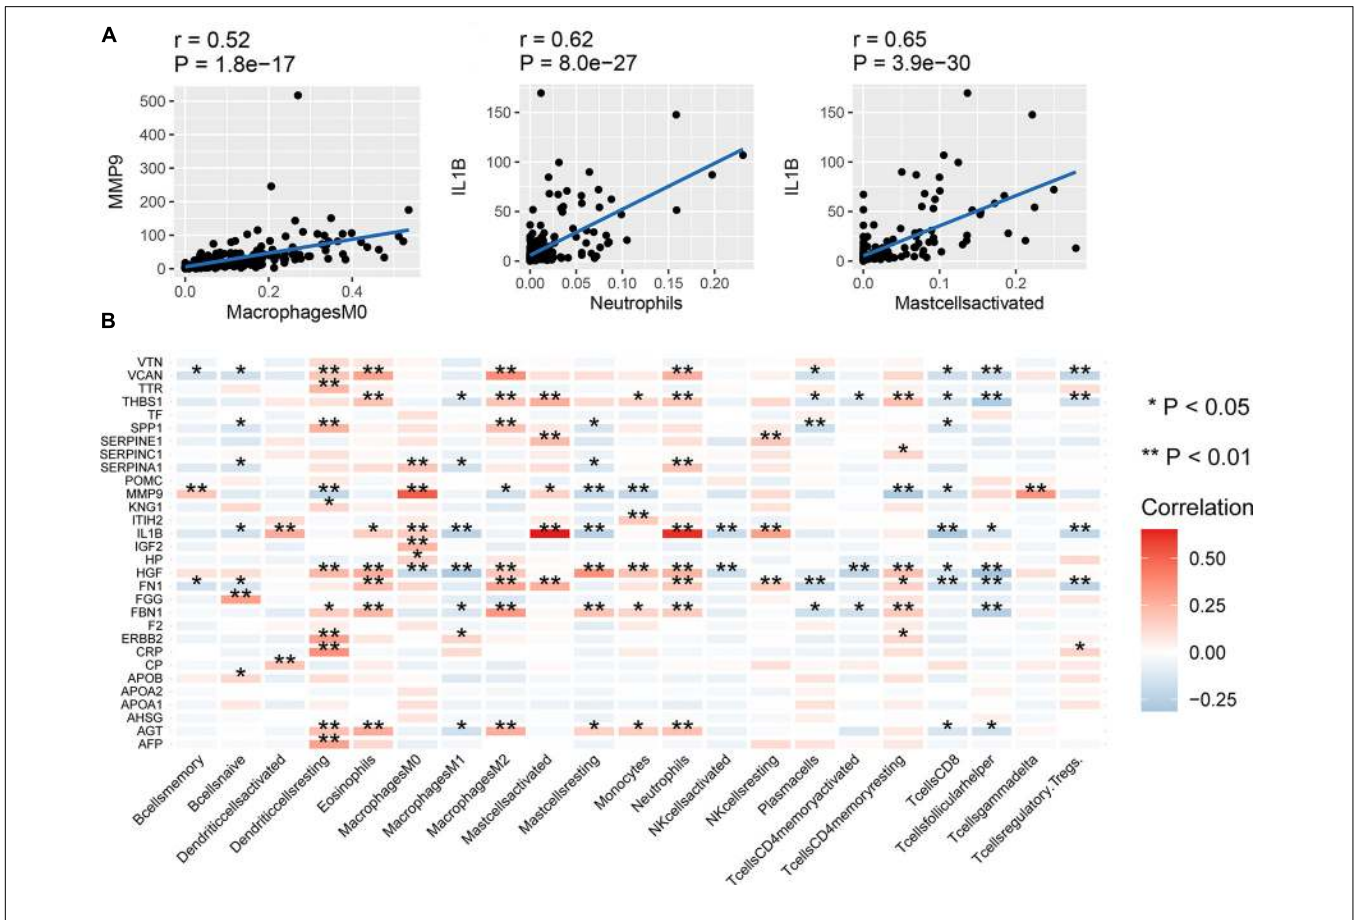 A
r = 0.52
P = 1.8e−17
r = 0.62
P = 8.0e−27
r = 0.65
P = 3.9e−30
MMP9
500
400
300
200
100
0
0.0
0.2
0.4
MacrophagesM0
IL1B
150
100
50
0
0.00
0.05
0.10
0.15
0.20
Neutrophils
IL1B
150
100
50
0
0.0
0.1
0.2
Mastcellsactivated
B
VTN
VCAN * * ** ** ** ** * * ** **
TTR **
THBS1 ** * ** ** * ** * * ** * ** **
TF
SPP1 * ** ** * ** *
SERPINE1 ** **
SERPINC1 *
SERPINA1 * ** * * **
POMC
MMP9 ** ** ** * * ** ** ** * **
KNG1 *
ITIH2 **
IL1B * ** * ** ** ** ** ** ** ** ** * **
IGF2 **
HP *
HGF ** ** ** ** ** ** ** ** ** ** ** * **
FN1 * * ** ** ** ** ** ** * ** ** **
FGG **
FBN1 * ** * ** ** * ** * * ** **
F2
ERBB2 ** * *
CRP ** *
CP **
APOB *
APOA2
APOA1
AHSG
AGT ** ** * ** * * ** * *
AFP **
Bcellsmemory
Bcellsnaive
Dendriticcellsactivated
Dendriticcellsresting
Eosinophils
MacrophagesM0
MacrophagesM1
MacrophagesM2
Mastcellsactivated
Mastcellsresting
Monocytes
Neutrophils
NKcellsactivated
NKcellsresting
Plasmacells
TcellsCD4memoryactivated
TcellsCD4memoryresting
TcellsCD8
Tcellsfollicularhelper
Tcellsgammadelta
Tcellsregulatory.Tregs.
* P < 0.05
** P < 0.01
Correlation
0.50
0.25
0.00
−0.25